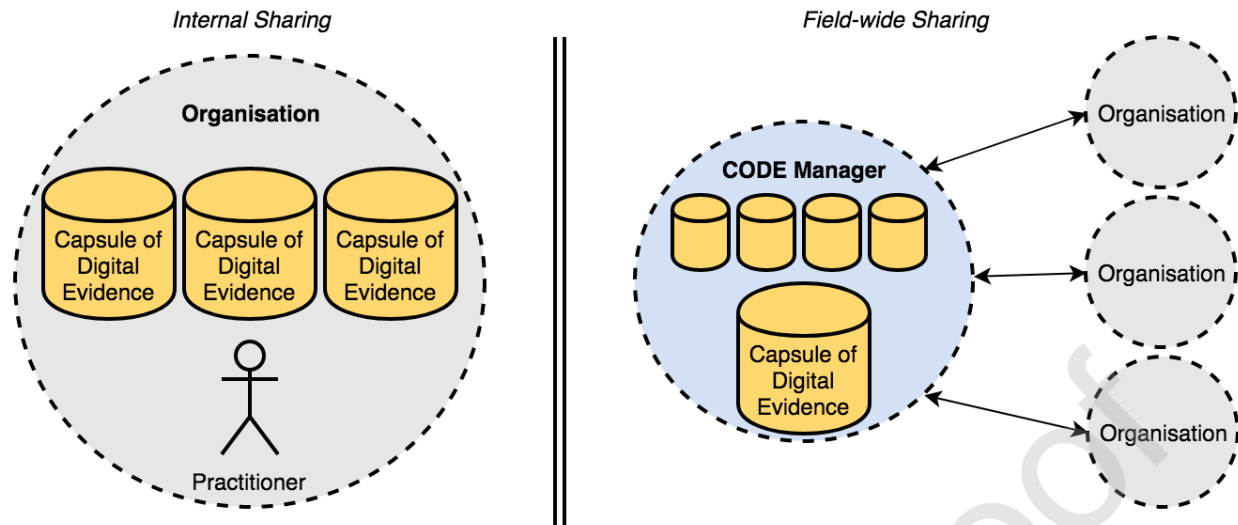 Internal Sharing
Organisation
Capsule of
Digital
Evidence
Capsule of
Digital
Evidence
Capsule of
Digital
Evidence
Practitioner
Field-wide Sharing
CODE Manager
Capsule of
Digital
Evidence
Organisation
Organisation
Organisation
oof